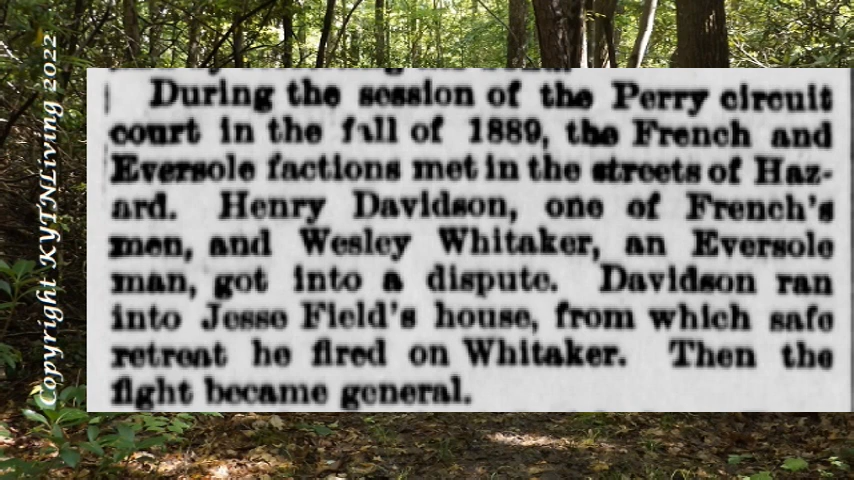 During the session of the Perry circuit
court in the fall of 1889, the French and
Eversole factions met in the streets of Haz-
ard. Henry Davidson, one of French's
men, and Wesley Whitaker, an Eversole
man, got into a dispute. Davidson ran
into Jesse Field's house, from which safe
retreat he fired on Whitaker. Then the
fight became general.
Copyright KYTNLiving 2022